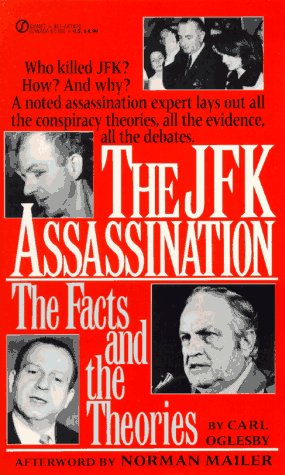 Who killed JFK?
How? And why?
A noted assassination expert lays out all
the conspiracy theories, all the evidence,
all the debates.
THE JFK
ASSASSINATION
The Facts
and
the
Theories
BY CARL
OGLESBY
AFTERWORD BY NORMAN MAILER